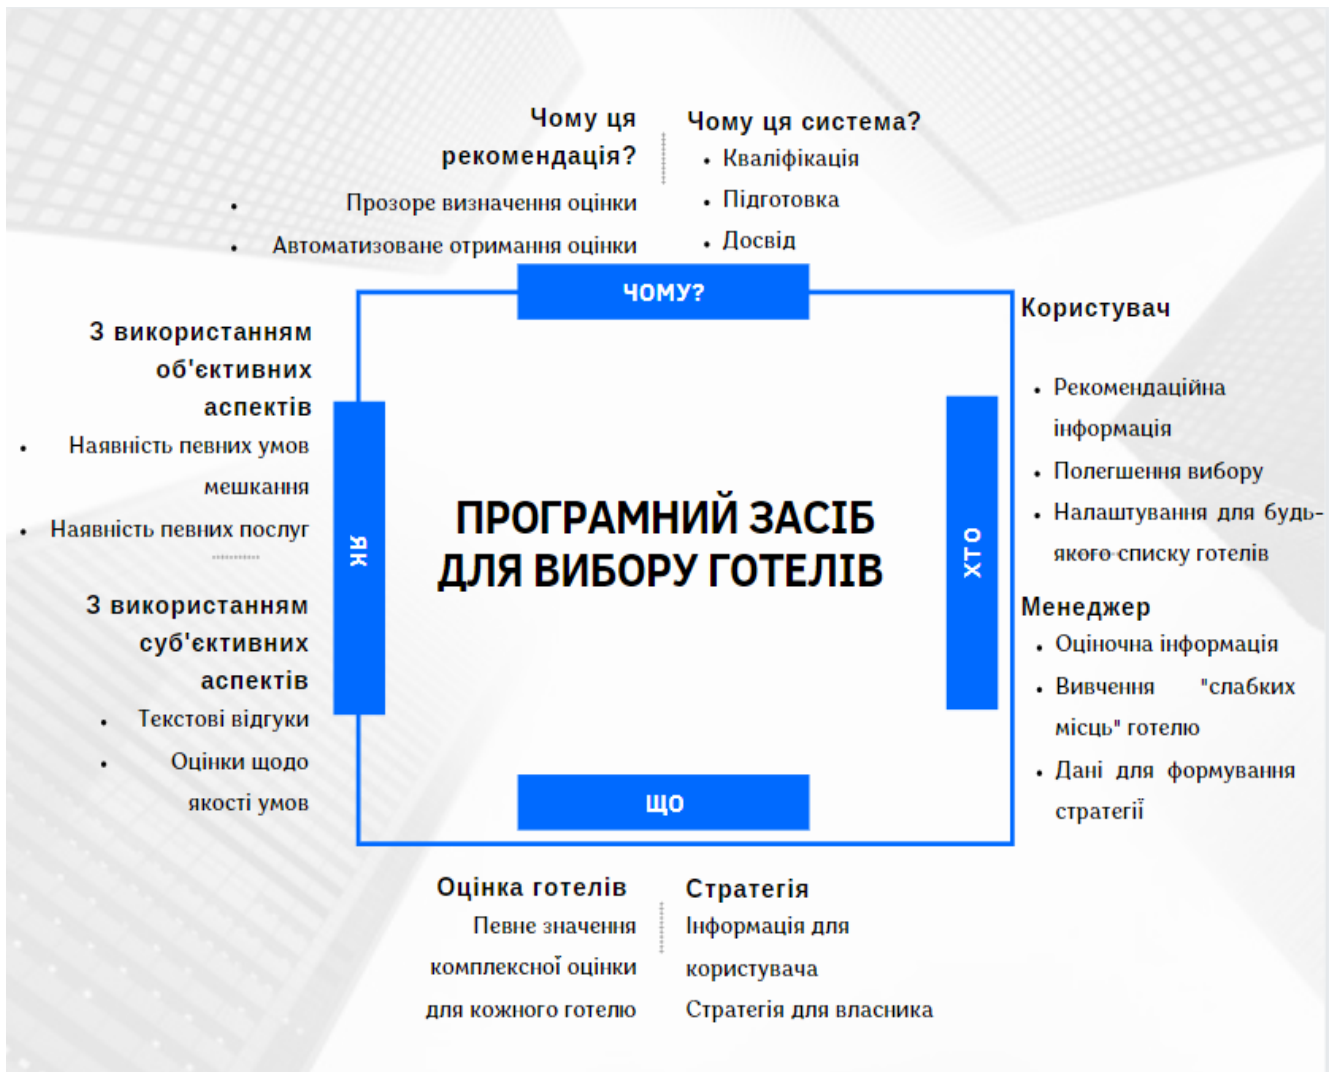 Чому ця
рекомендація?
• Прозоре визначення оцінки
• Автоматизоване отримання оцінки
Чому ця система?
• Кваліфікація
• Підготовка
• Досвід
ЧОМУ?
З використанням
об'єктивних
аспектів
• Наявність певних умов
мешкання
• Наявність певних послуг
З використанням
суб'єктивних
аспектів
• Текстові відгуки
• Оцінки щодо
якості умов
ЯК
ПРОГРАМНИЙ ЗАСІБ
ДЛЯ ВИБОРУ ГОТЕЛІВ
ХТО
Користувач
• Рекомендаційна
інформація
• Полегшення вибору
• Налаштування для будь-
якого списку готелів
Менеджер
• Оціночна інформація
• Вивчення "слабких
місць" готелю
• Дані для формування
стратегії
ЩО
Оцінка готелів
Певне значення
комплексної оцінки
для кожного готелю
Стратегія
Інформація для
користувача
Стратегія для власника